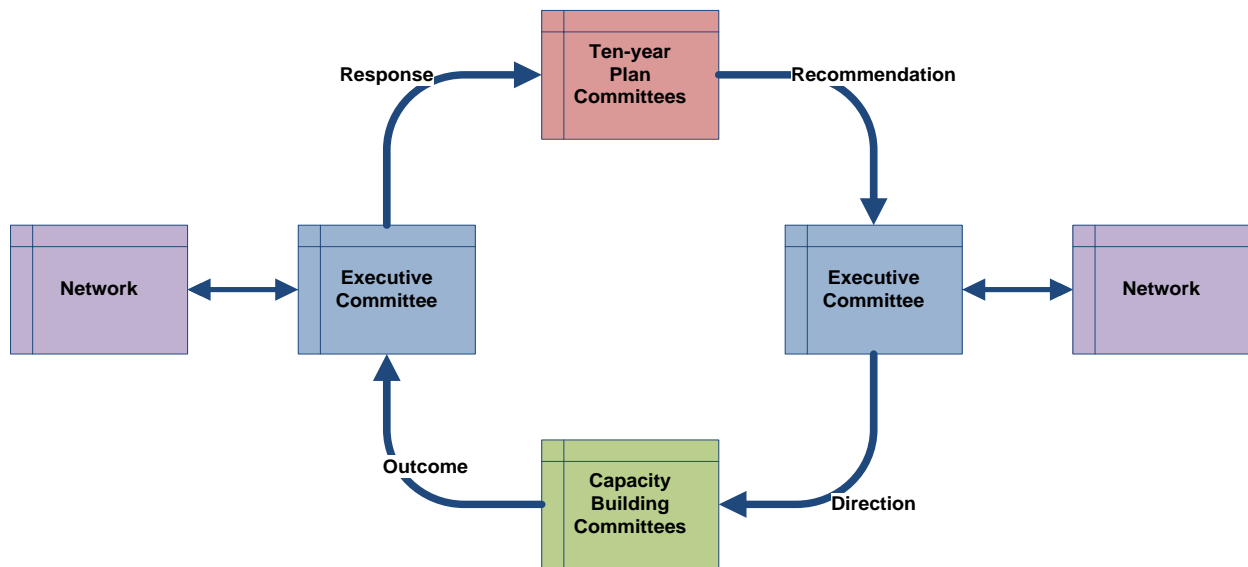 Ten-year
Plan
Committees
Response
Recommendation
Network
Executive
Committee
Executive
Committee
Network
Outcome
Capacity
Building
Committees
Direction